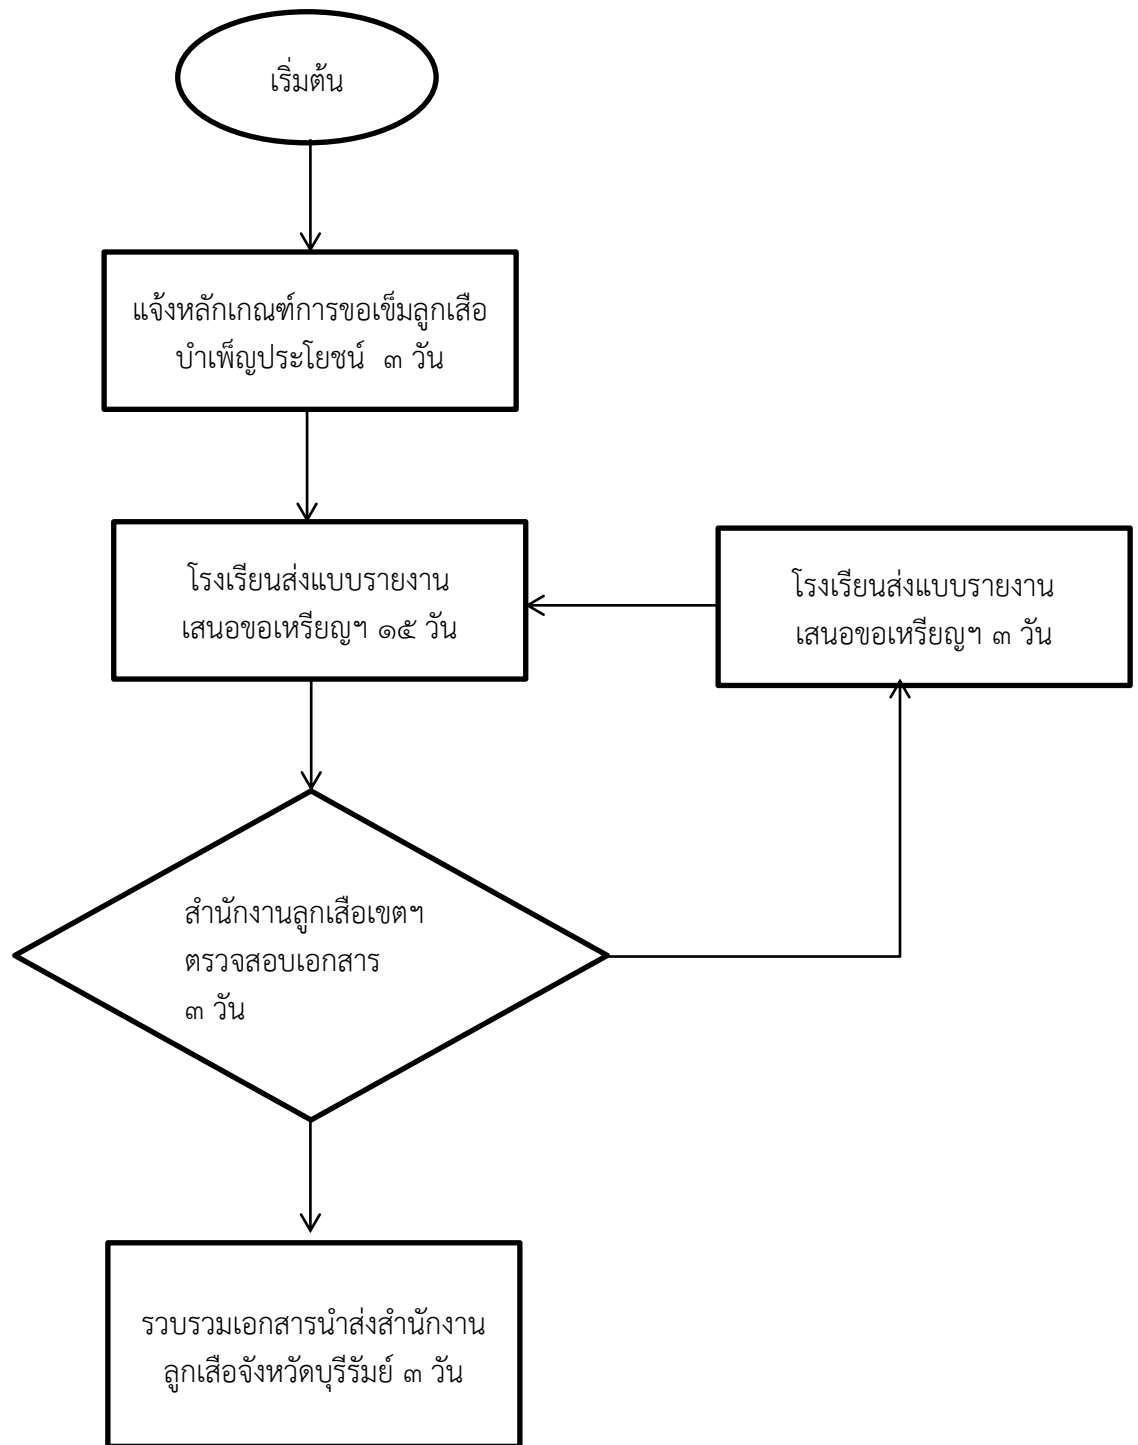 เริ่มต้น
แจ้งหลักเกณฑ์การขอเข็มลูกเสือ
บำเพ็ญประโยชน์ ๓ วัน
โรงเรียนส่งแบบรายงาน
เสนอขอเหรียญฯ ๑๕ วัน
โรงเรียนส่งแบบรายงาน
เสนอขอเหรียญฯ ๓ วัน
สำนักงานลูกเสือเขตฯ
ตรวจสอบเอกสาร
๓ วัน
รวบรวมเอกสารนำส่งสำนักงาน
ลูกเสือจังหวัดบุรีรัมย์ ๓ วัน